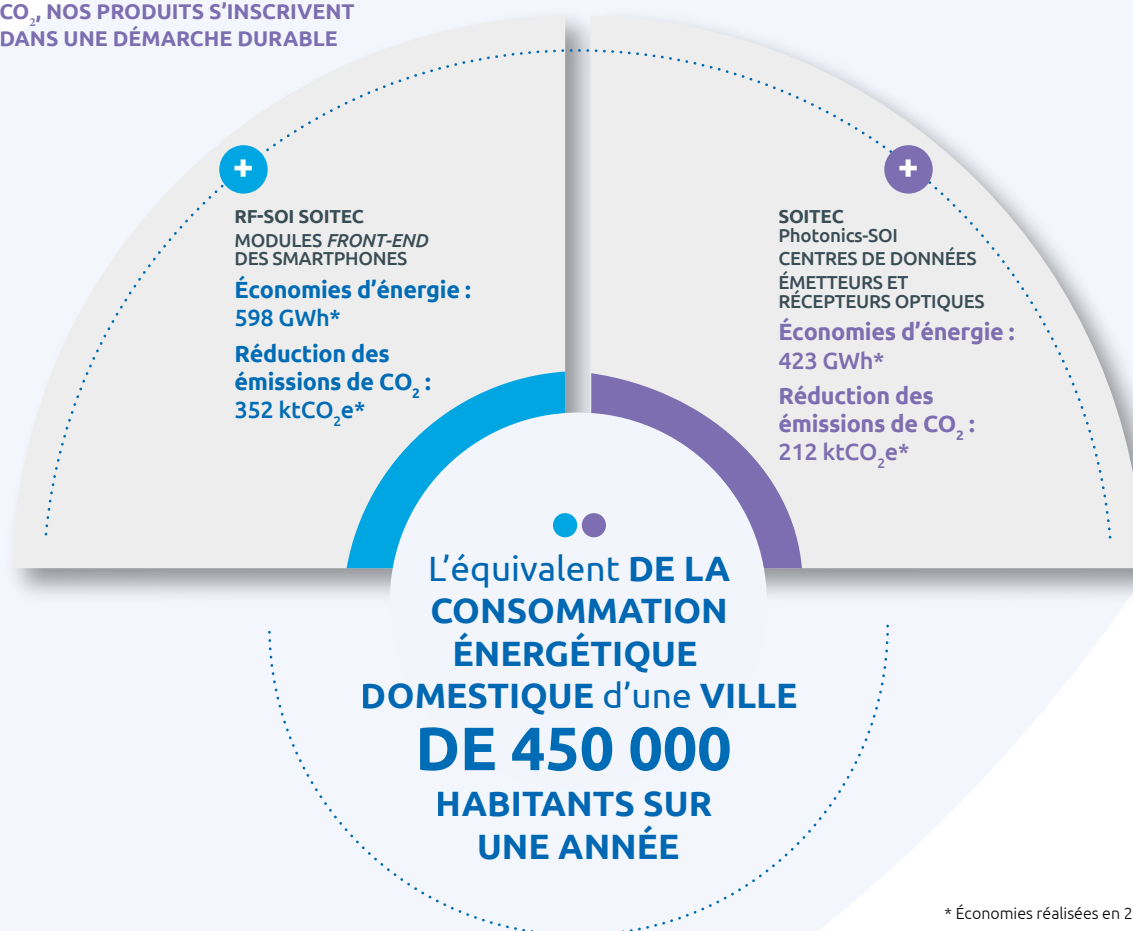 CO₂, NOS PRODUITS S'INSCRIVENT
DANS UNE DÉMARCHE DURABLE
RF-SOI SOITEC
MODULES FRONT-END
DES SMARTPHONES
Économies d'énergie :
598 GWh*
Réduction des
émissions de CO₂ :
352 ktCO₂e*
SOITEC
Photonics-SOI
CENTRES DE DONNÉES
ÉMETTEURS ET
RÉCEPTEURS OPTIQUES
Économies d'énergie :
423 GWh*
Réduction des
émissions de CO₂ :
212 ktCO₂e*
L'équivalent DE LA
CONSOMMATION
ÉNERGÉTIQUE
DOMESTIQUE d'une VILLE
DE 450 000
HABITANTS SUR
UNE ANNÉE
* Économies réalisées en 2